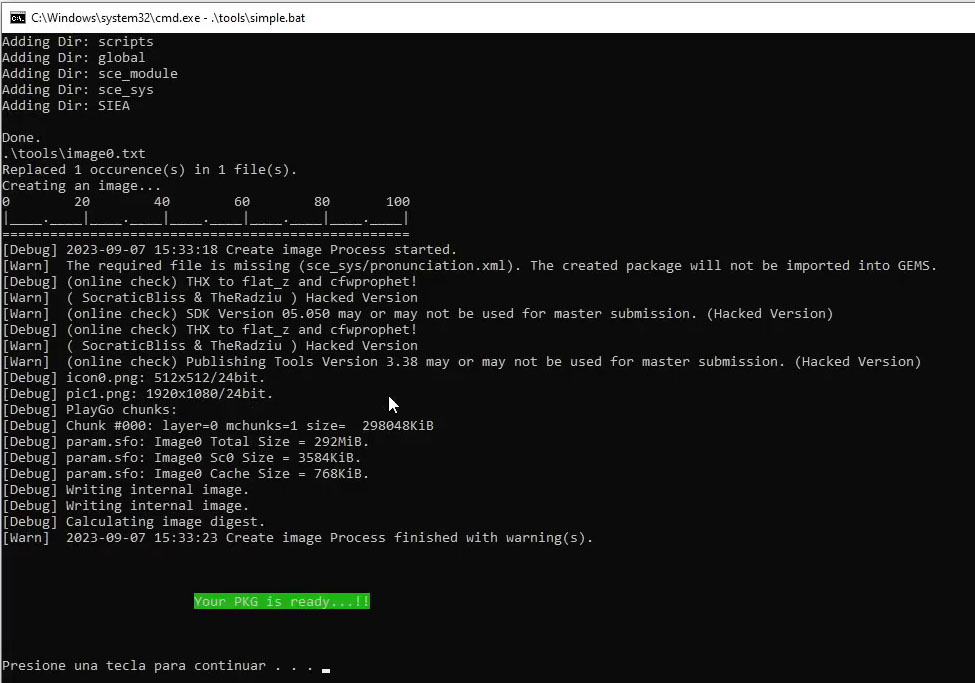 C:\Windows\system32\cmd.exe - .\tools\simple.bat
Adding Dir: scripts
Adding Dir: global
Adding Dir: sce_module
Adding Dir: sce_sys
Adding Dir: SIEA
Done.
.\tools\image0.txt
Replaced 1 occurence(s) in 1 file(s).
Creating an image...
0        20        40        60        80       100
|____.____|____.____|____.____|____.____|____.____|
===================================================
[Debug] 2023-09-07 15:33:18 Create image Process started.
[Warn]  The required file is missing (sce_sys/pronunciation.xml). The created package will not be imported into GEMS.
[Debug] (online check) THX to flat_z and cfwprophet!
[Warn]  ( SocraticBliss & TheRadziu ) Hacked Version
[Warn]  (online check) SDK Version 05.050 may or may not be used for master submission. (Hacked Version)
[Debug] (online check) THX to flat_z and cfwprophet!
[Warn]  ( SocraticBliss & TheRadziu ) Hacked Version
[Warn]  (online check) Publishing Tools Version 3.38 may or may not be used for master submission. (Hacked Version)
[Debug] icon0.png: 512x512/24bit.
[Debug] pic1.png: 1920x1080/24bit.
[Debug] PlayGo chunks:
[Debug] Chunk #000: layer=0 mchunks=1 size=  298048KiB
[Debug] param.sfo: Image0 Total Size = 292MiB.
[Debug] param.sfo: Image0 Sc0 Size = 3584KiB.
[Debug] param.sfo: Image0 Cache Size = 768KiB.
[Debug] Writing internal image.
[Debug] Writing internal image.
[Debug] Calculating image digest.
[Warn]  2023-09-07 15:33:23 Create image Process finished with warning(s).
Your PKG is ready...!!
Presione una tecla para continuar . . .